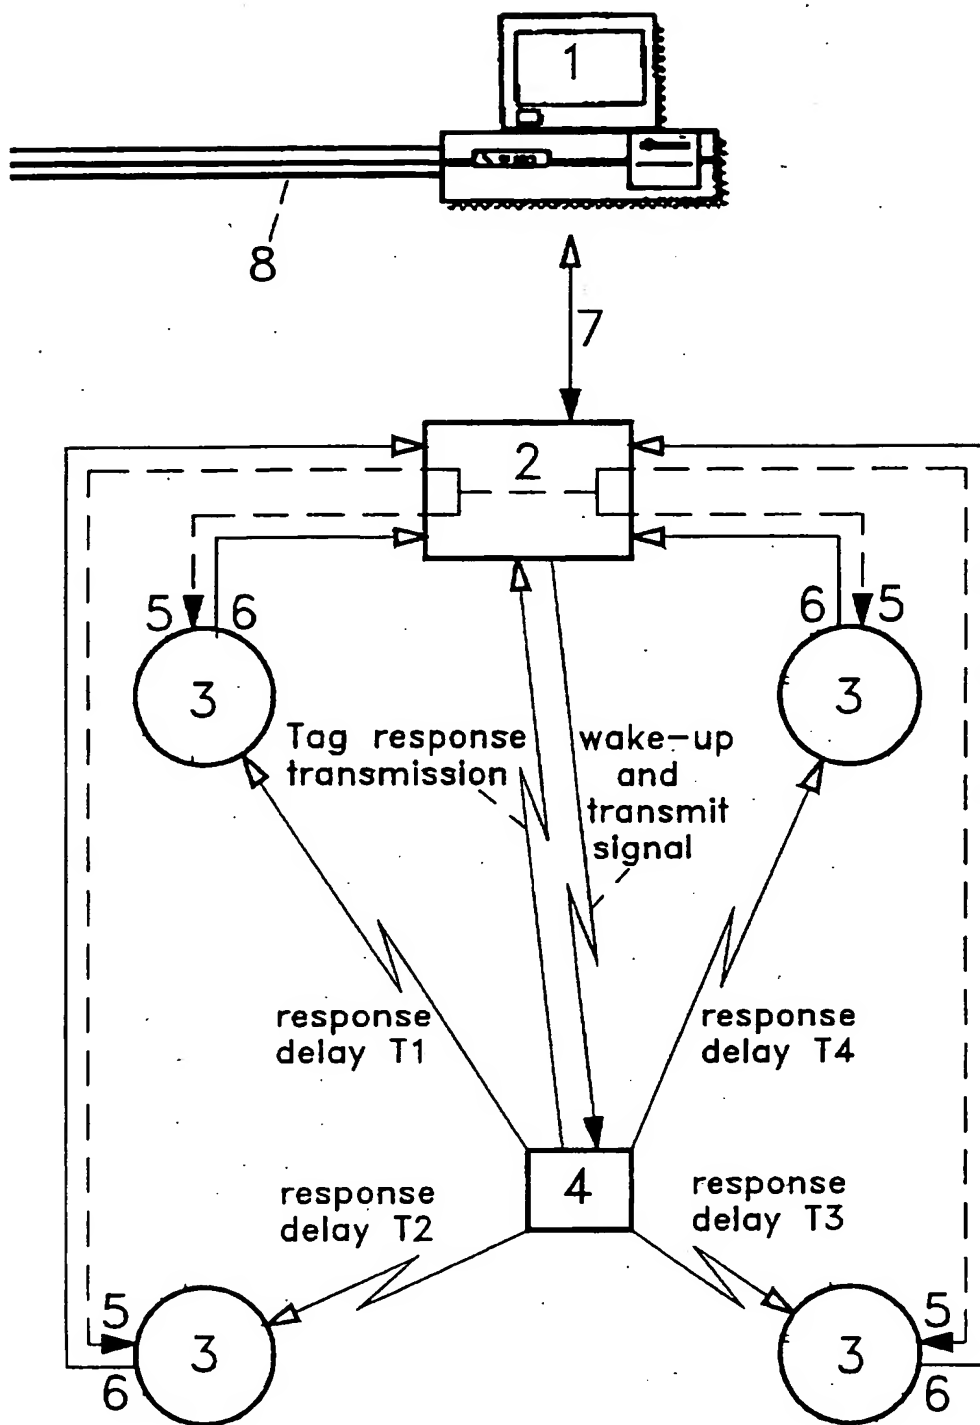 1
8
7
2
5
6
6
5
3
3
Tag response
transmission
wake-up
and
transmit
signal
response
delay T1
response
delay T4
4
response
delay T2
response
delay T3
5
3
6
5
3
6